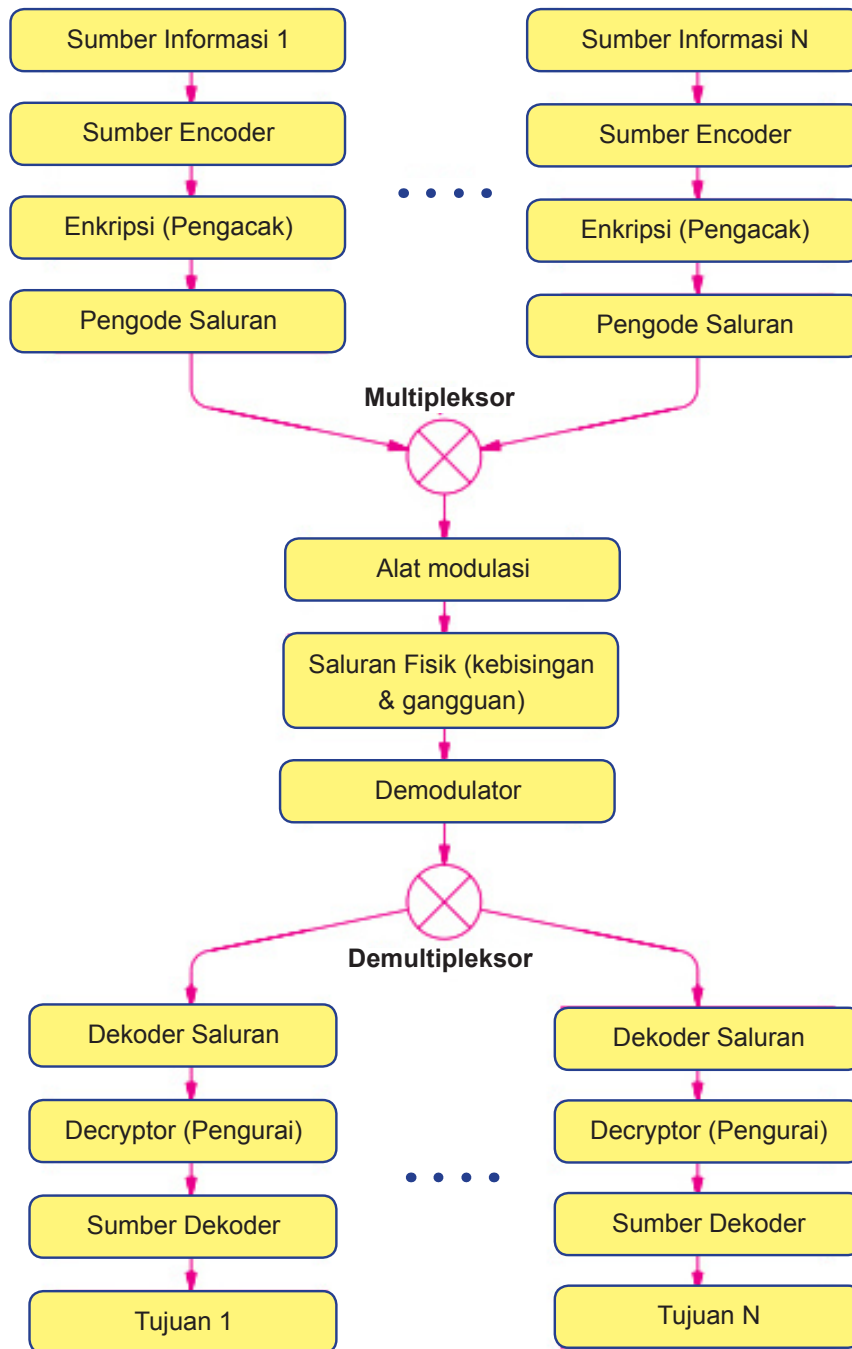 Sumber Informasi 1
Sumber Informasi N
Sumber Encoder
Sumber Encoder
Enkripsi (Pengacak)
Enkripsi (Pengacak)
Pengode Saluran
Pengode Saluran
Multipleksor
Alat modulasi
Saluran Fisik (kebisingan
& gangguan)
Demodulator
Demultipleksor
Dekoder Saluran
Dekoder Saluran
Decryptor (Pengurai)
Decryptor (Pengurai)
Sumber Dekoder
Sumber Dekoder
Tujuan 1
Tujuan N